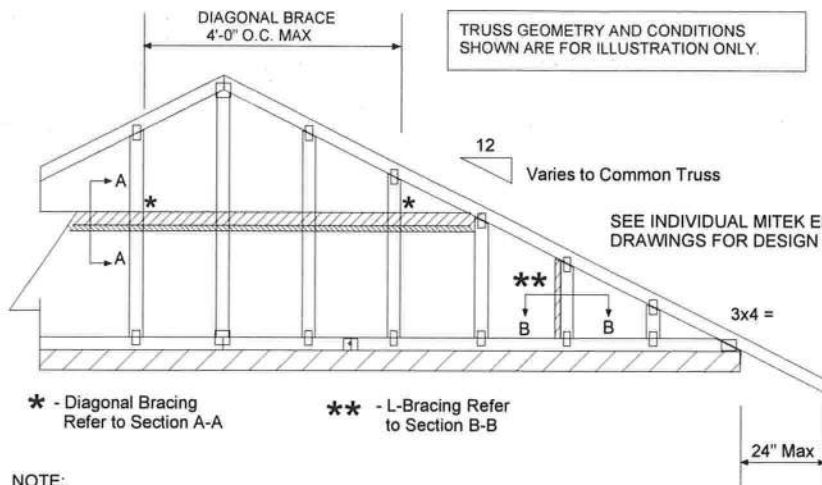 DIAGONAL BRACE
4'-0" O.C. MAX
TRUSS GEOMETRY AND CONDITIONS
SHOWN ARE FOR ILLUSTRATION ONLY.
12
Varies to Common Truss
A
*
*
SEE INDIVIDUAL MITEK E
DRAWINGS FOR DESIGN
A
**
B
B
3x4 =
* - Diagonal Bracing
Refer to Section A-A
** - L-Bracing Refer
to Section B-B
24" Max
NOTE: